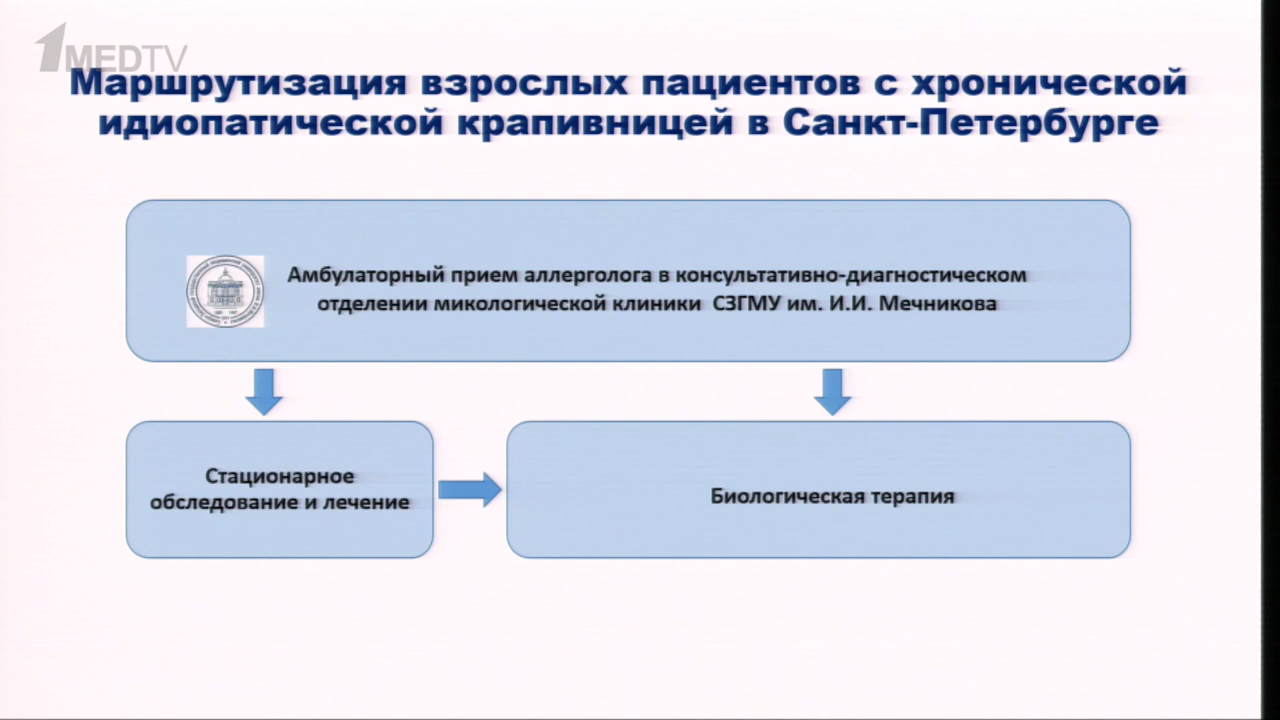 1MEDTV
Маршрутизация взрослых пациентов с хронической
идиопатической крапивницей в Санкт-Петербурге
Амбулаторный прием аллерголога в консультативно-диагностическом
отделении микологической клиники СЗГМУ им. И.И. Мечникова
Стационарное
обследование и лечение
Биологическая терапия